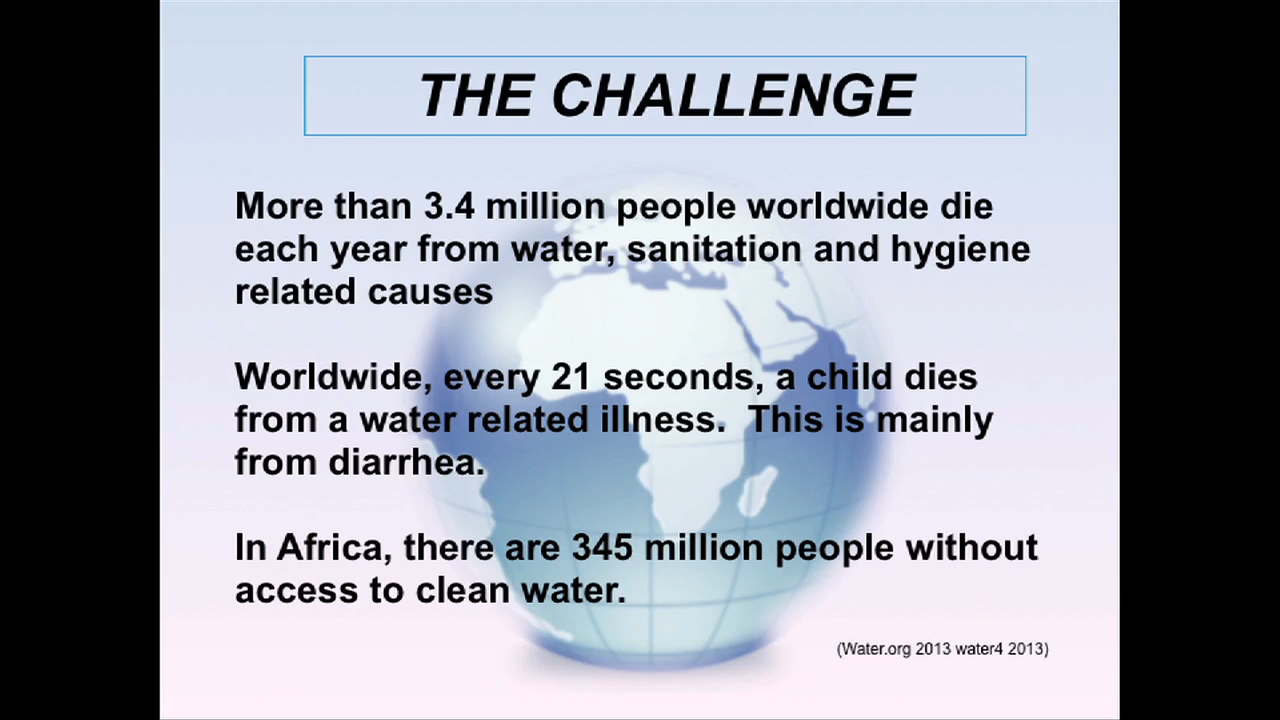 THE CHALLENGE
More than 3.4 million people worldwide die
each year from water, sanitation and hygiene
related causes
Worldwide, every 21 seconds, a child dies
from a water related illness.  This is mainly
from diarrhea.
In Africa, there are 345 million people without
access to clean water.
(Water.org 2013 water4 2013)